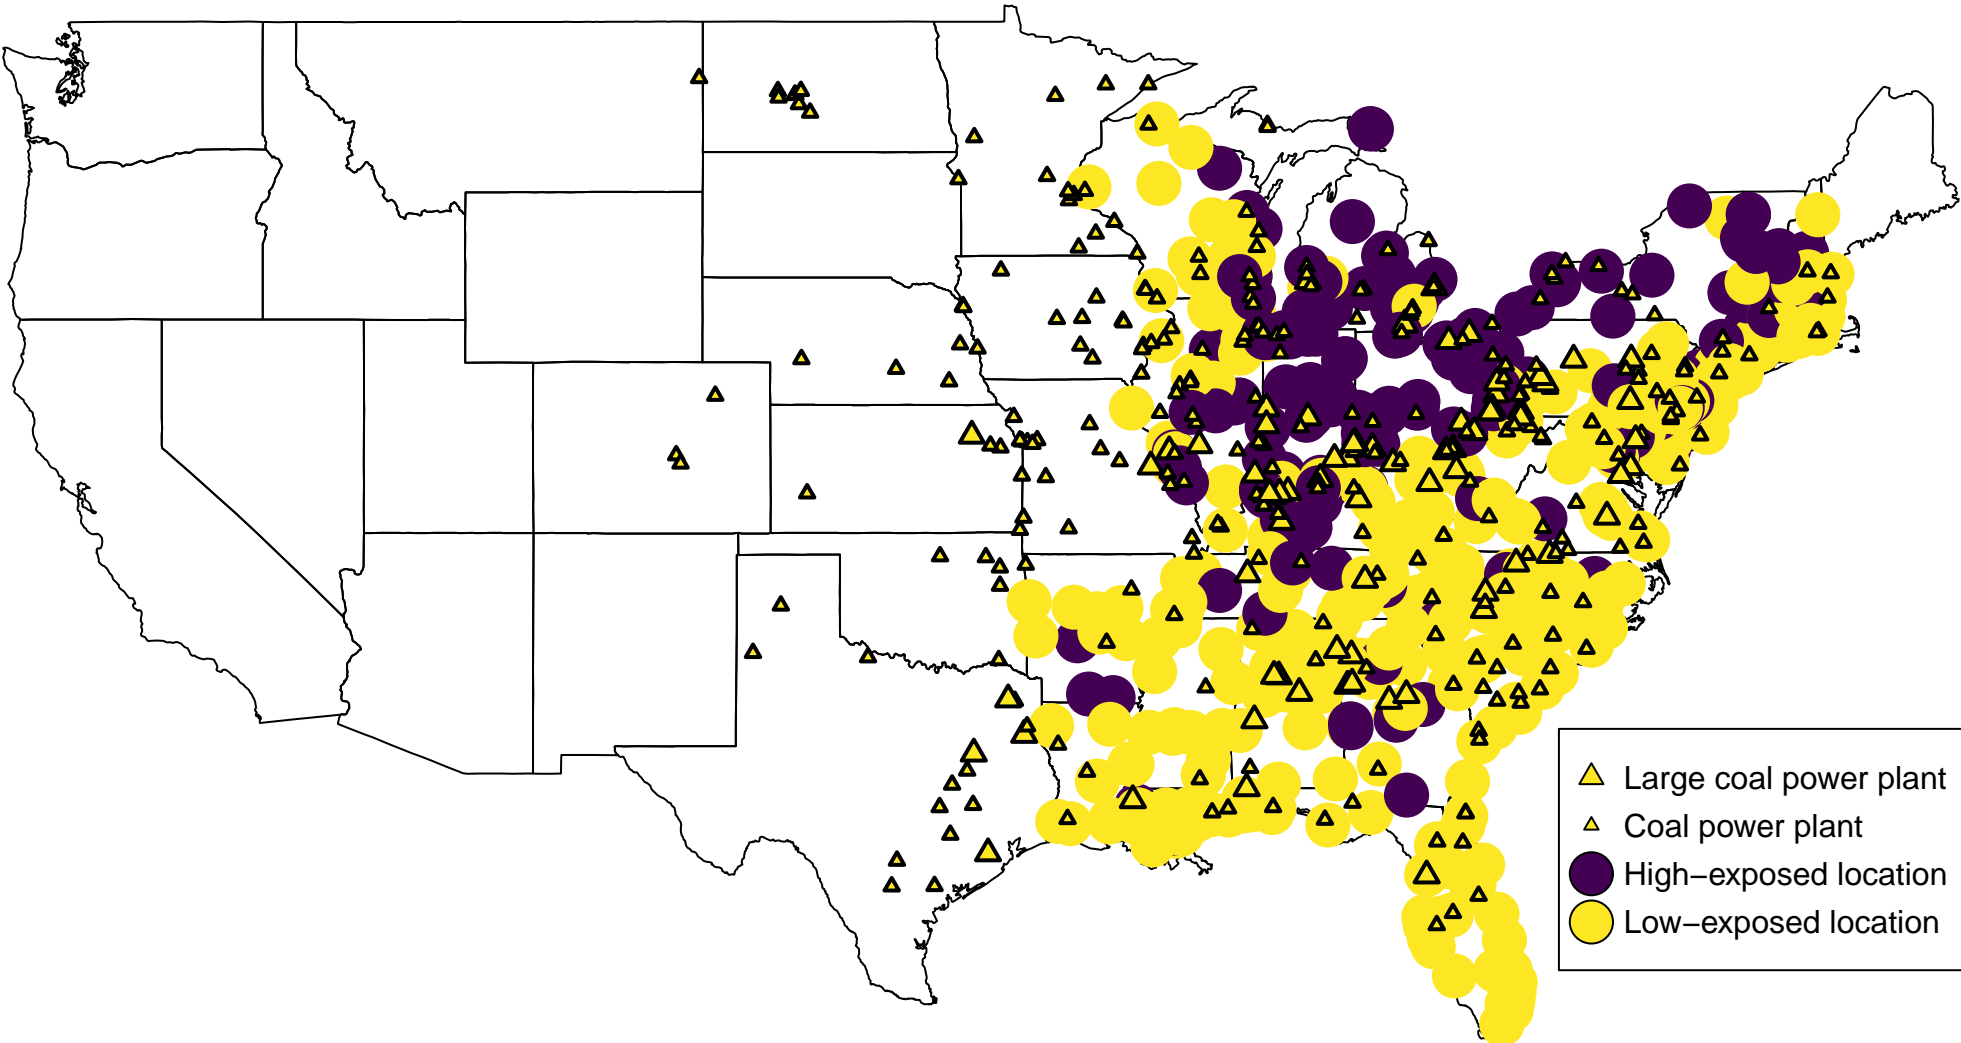 Large coal power plant
Coal power plant
High−exposed location
Low−exposed location